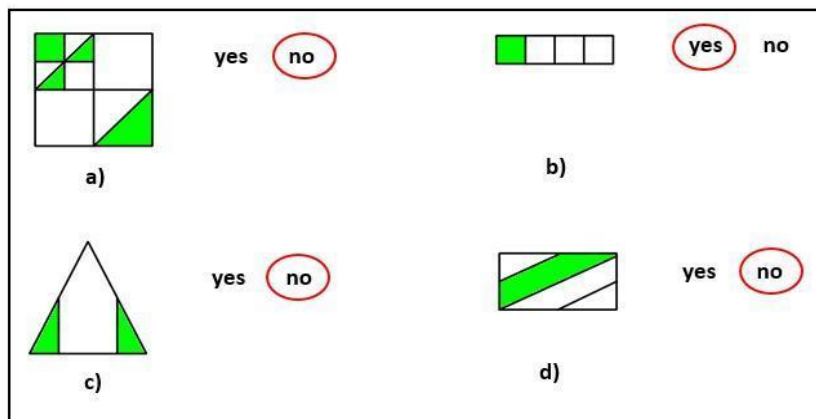 yes no
yes no
a)
b)
yes no
yes no
c)
d)